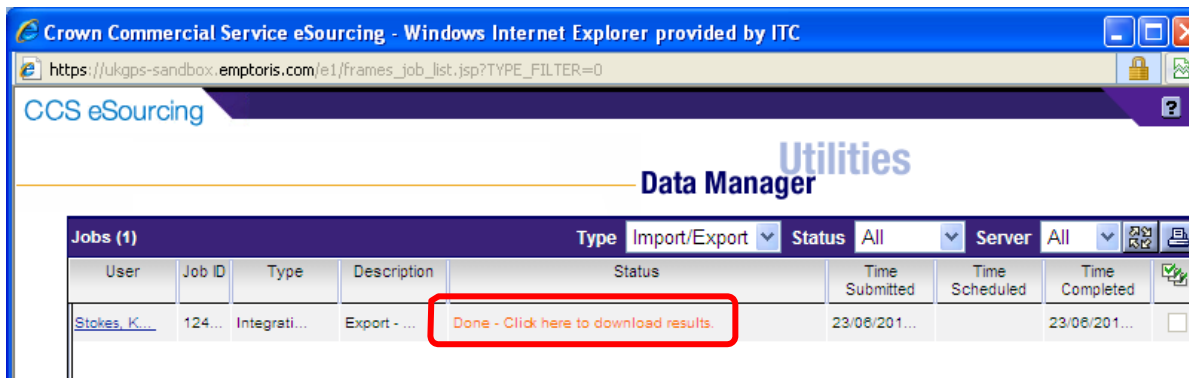 Crown Commercial Service eSourcing - Windows Internet Explorer provided by ITC
https://ukgps-sandbox.emptoris.com/e1/frames_job_list.jsp?TYPE_FILTER=0
CCS eSourcing
?
Utilities
Data Manager
Jobs (1) Type Import/Export Status All Server All
User Job ID Type Description Status Time Submitted Time Scheduled Time Completed
Stokes, K... 124... Integrati... Export - ... Done - Click here to download results. 23/06/201... 23/06/201...